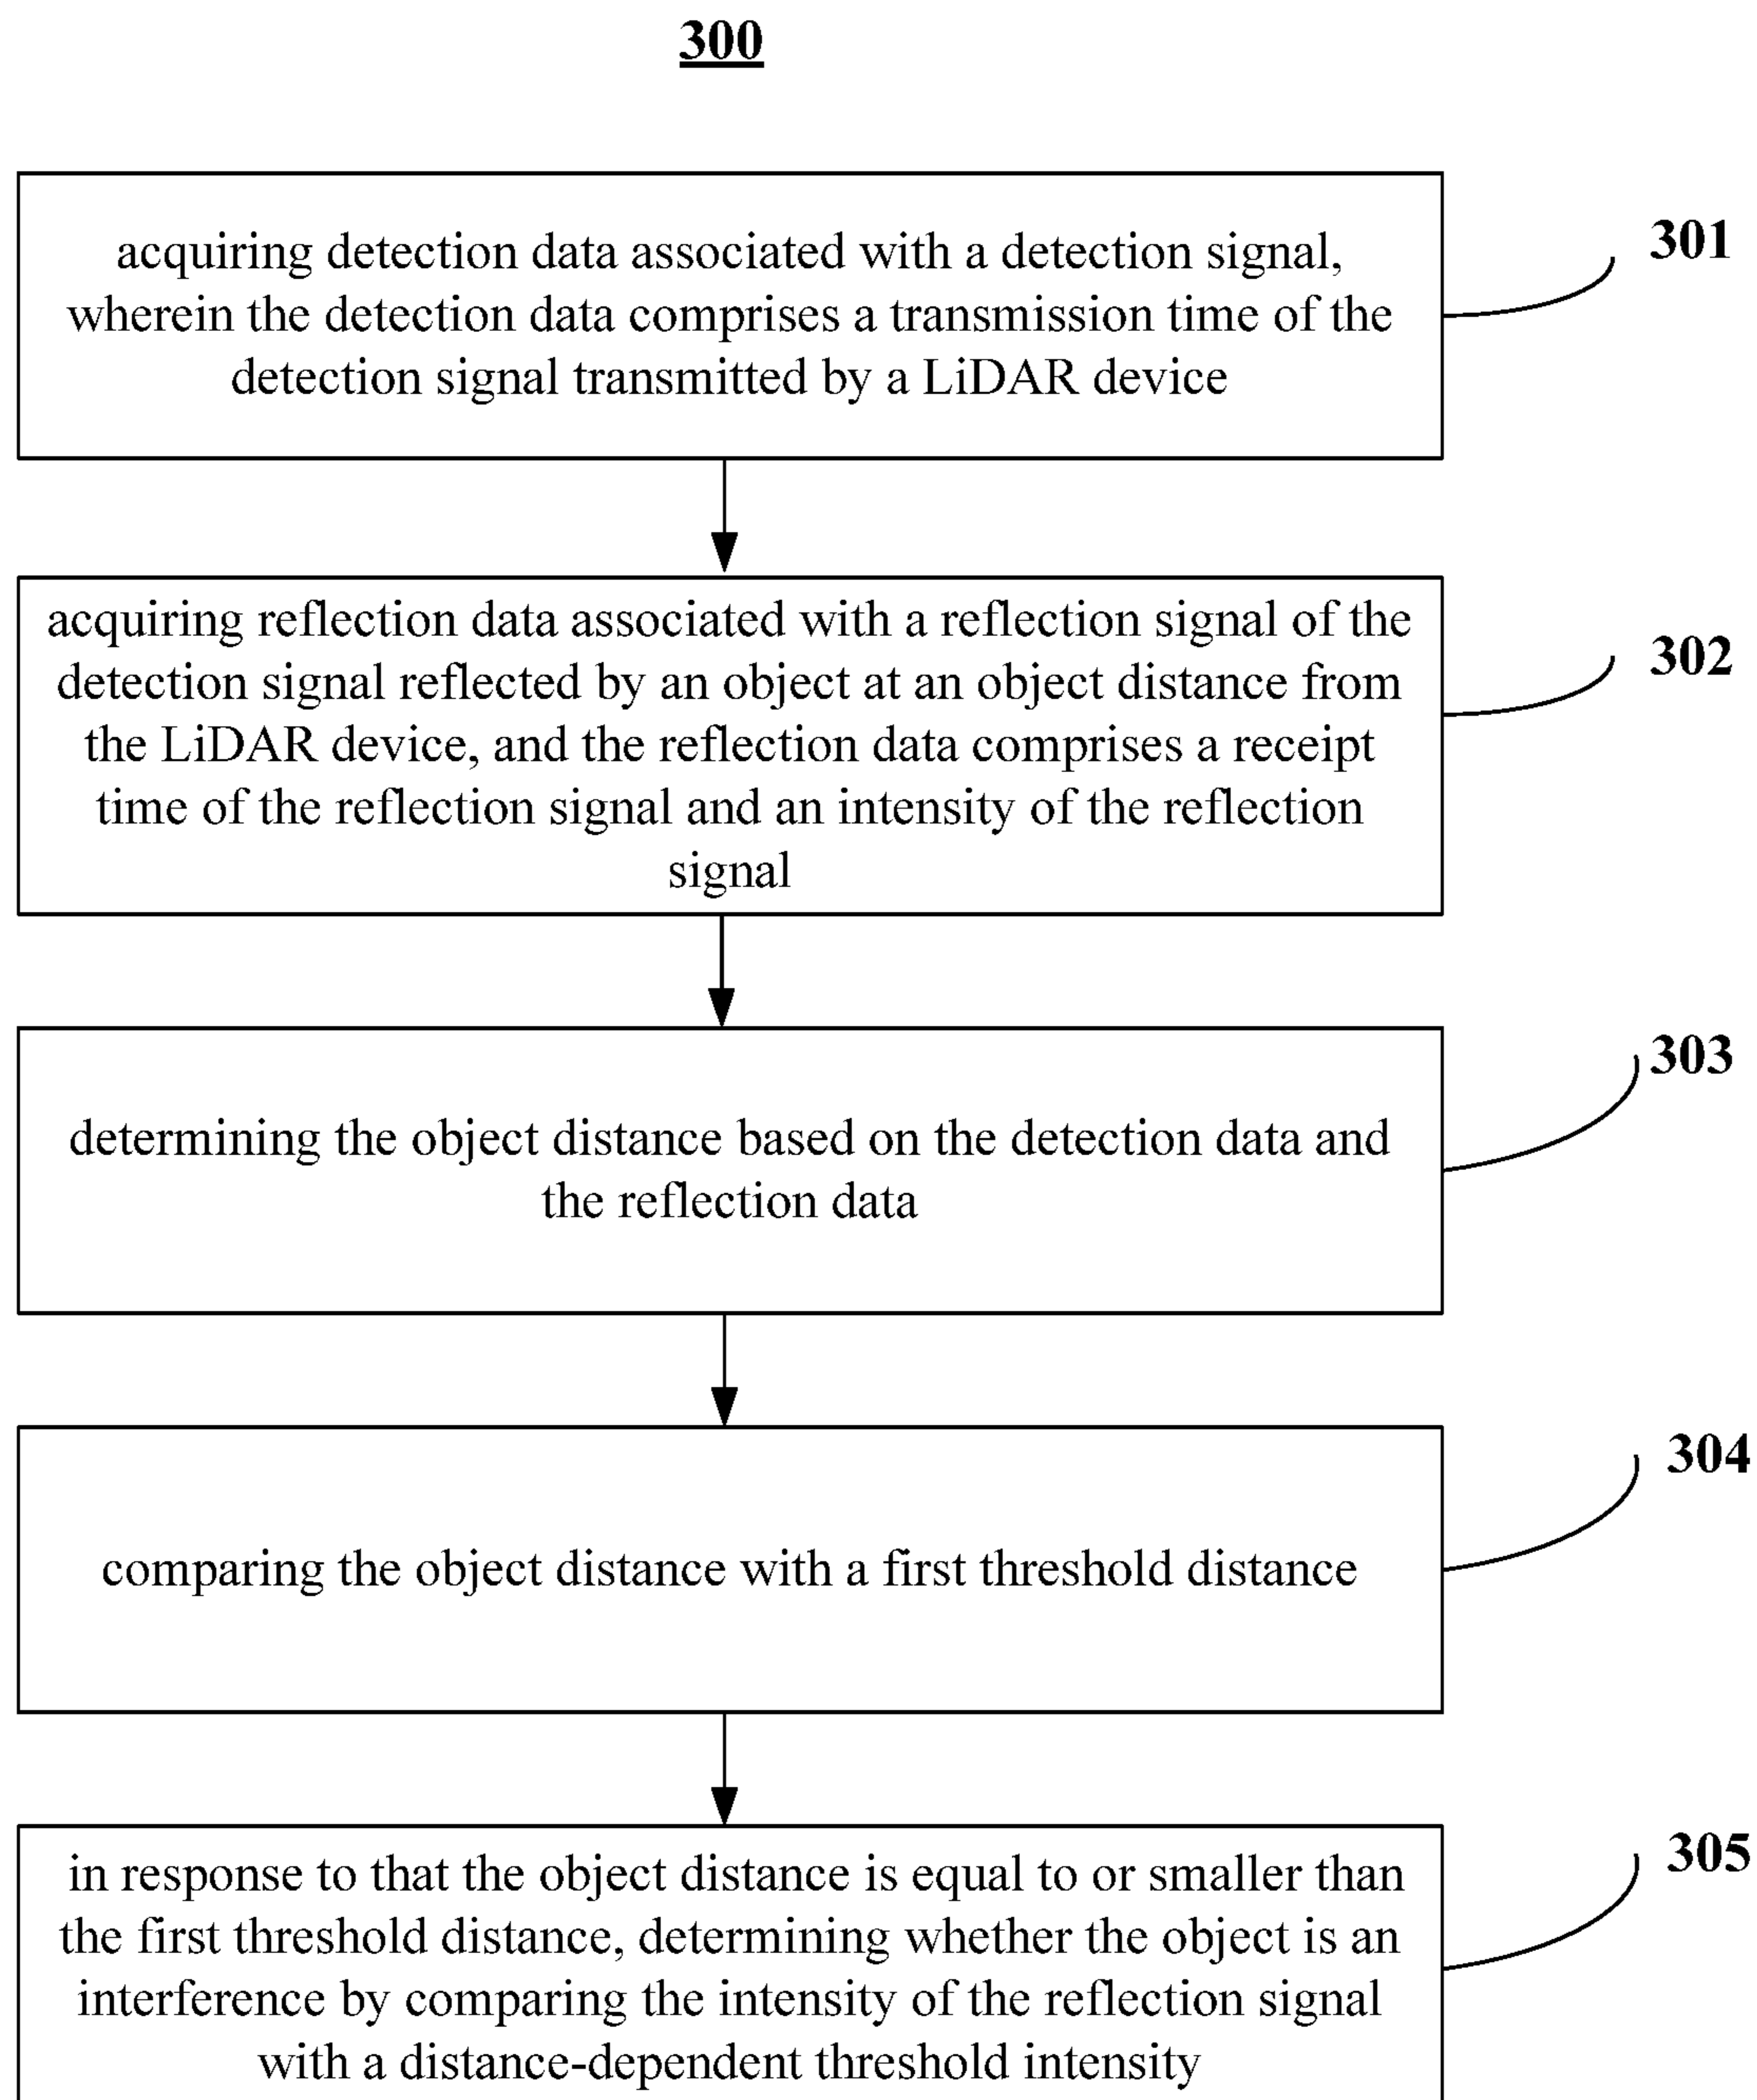 300
acquiring detection data associated with a detection signal,
wherein the detection data comprises a transmission time of the
detection signal transmitted by a LiDAR device
301
acquiring reflection data associated with a reflection signal of the
detection signal reflected by an object at an object distance from
the LiDAR device, and the reflection data comprises a receipt
time of the reflection signal and an intensity of the reflection
signal
302
determining the object distance based on the detection data and
the reflection data
303
comparing the object distance with a first threshold distance
304
in response to that the object distance is equal to or smaller than
the first threshold distance, determining whether the object is an
interference by comparing the intensity of the reflection signal
with a distance-dependent threshold intensity
305